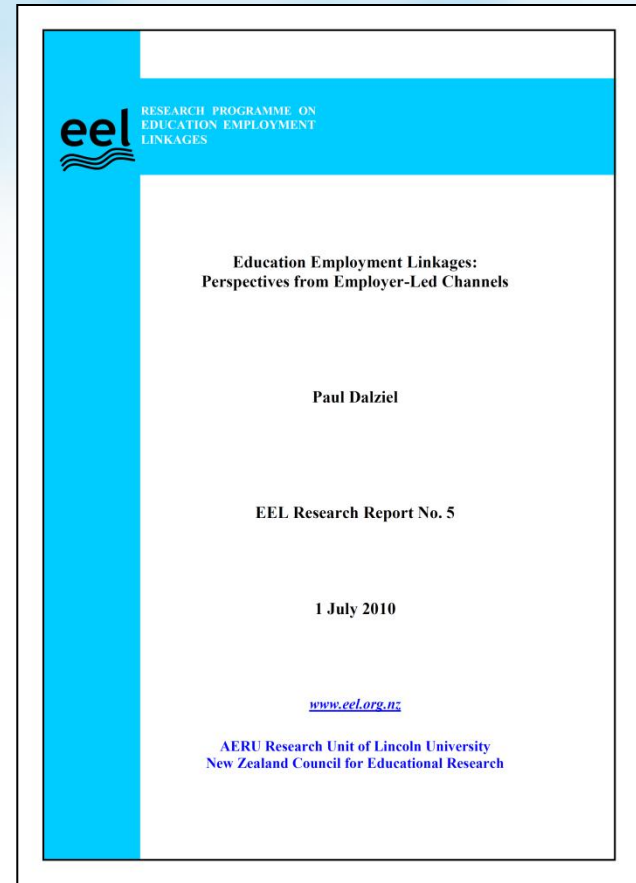 eel
RESEARCH PROGRAMME ON
EDUCATION EMPLOYMENT
LINKAGES
Education Employment Linkages:
Perspectives from Employer-Led Channels
Paul Dalziel
EEL Research Report No. 5
1 July 2010
www.eel.org.nz
AERU Research Unit of Lincoln University
New Zealand Council for Educational Research